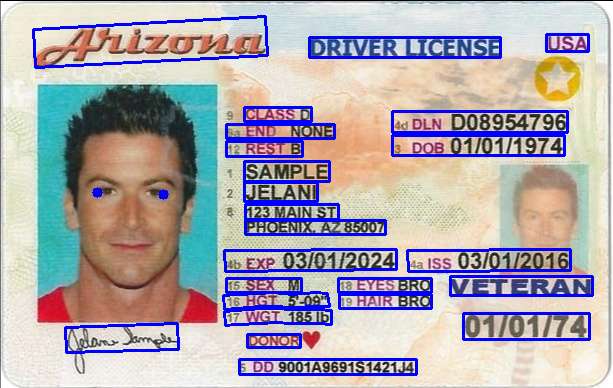 Arizona
DRIVER LICENSE
USA
9 CLASS D
9a END NONE
12 REST B
4d DLN D08954796
3 DOB 01/01/1974
1 SAMPLE
2 JELANI
8 123 MAIN ST
PHOENIX, AZ 85007
4b EXP 03/01/2024
4a ISS 03/01/2016
15 SEX M
18 EYES BRO
16 HGT 5'-09"
19 HAIR BRO
17 WGT 185 lb
VETERAN
DONOR
01/01/74
Jelani Sample
5 DD 9001A9691S1421J4